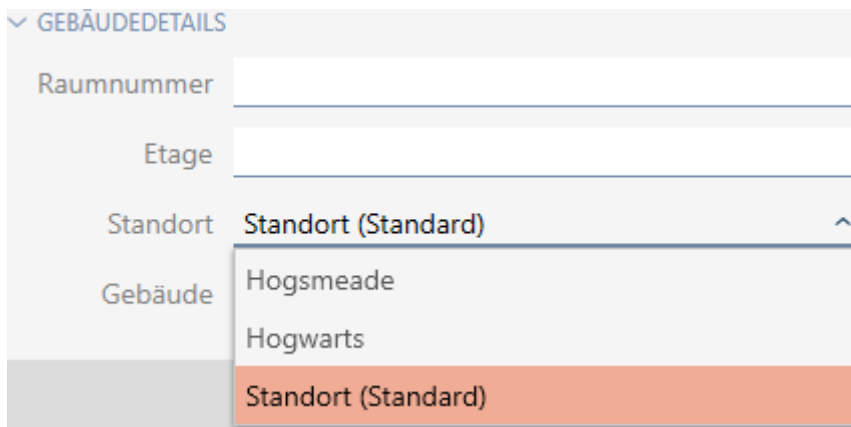 GEBÄUDEDETAILS
Raumnummer
Etage
Standort Standort (Standard)
Gebäude
Hogsmeade
Hogwarts
Standort (Standard)